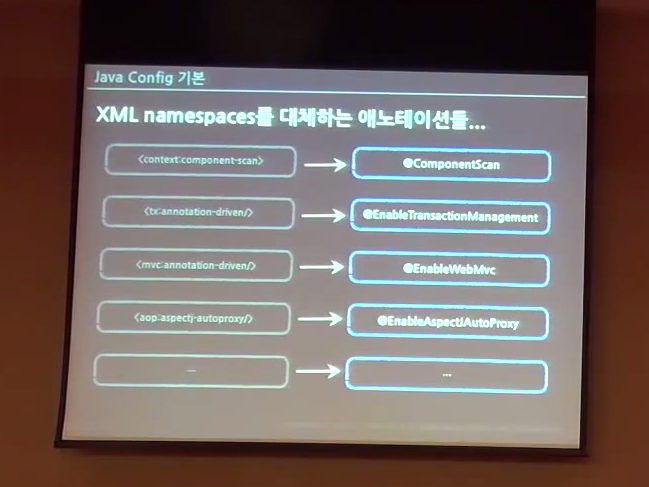 Java Config 기본
XML namespaces를 대체하는 애노테이션들...
<context:component-scan>
@ComponentScan
<tx:annotation-driven/>
@EnableTransactionManagement
<mvc:annotation-driven/>
@EnableWebMvc
<aop:aspectj-autoproxy/>
@EnableAspectJAutoProxy
...
...